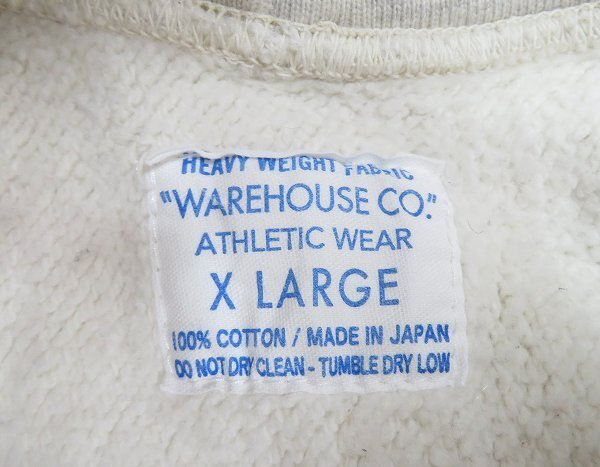 HEAVY WEIGHT FABRIC
"WAREHOUSE CO."
ATHLETIC WEAR
X LARGE
100% COTTON / MADE IN JAPAN
DO NOT DRY CLEAN - TUMBLE DRY LOW